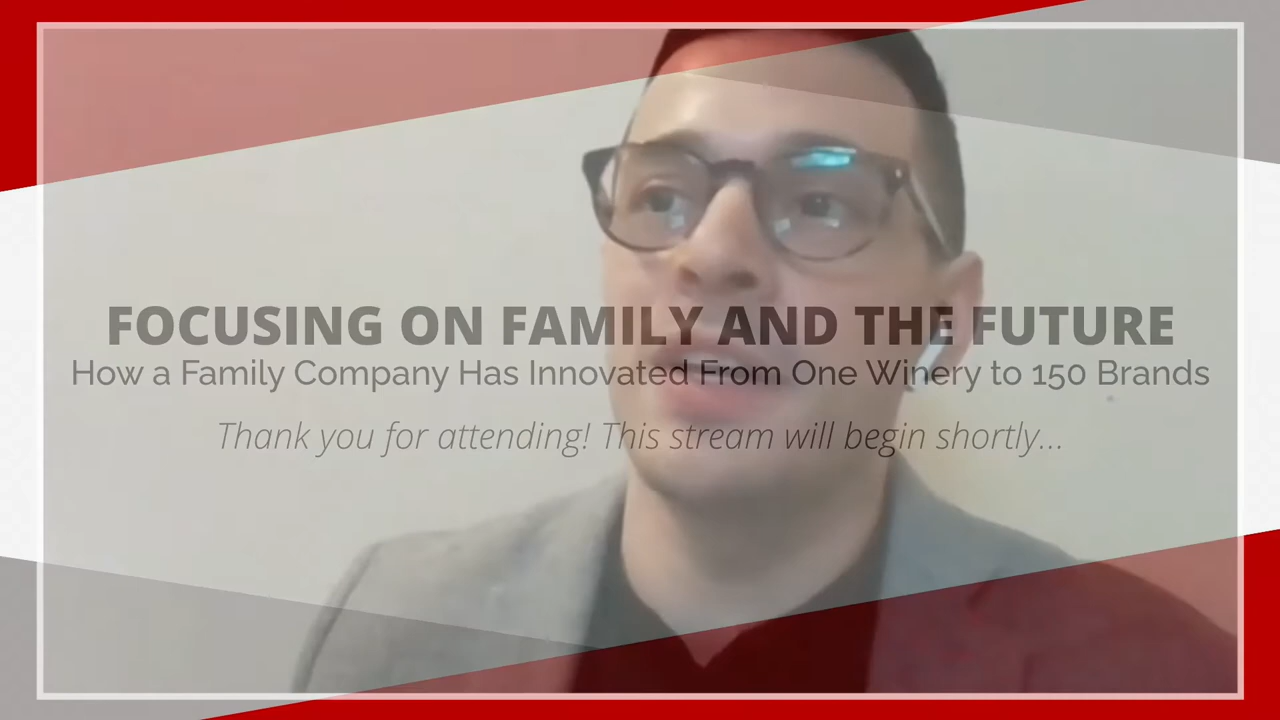 FOCUSING ON FAMILY AND THE FUTURE
How a Family Company Has Innovated From One Winery to 150 Brands
Thank you for attending! This stream will begin shortly...